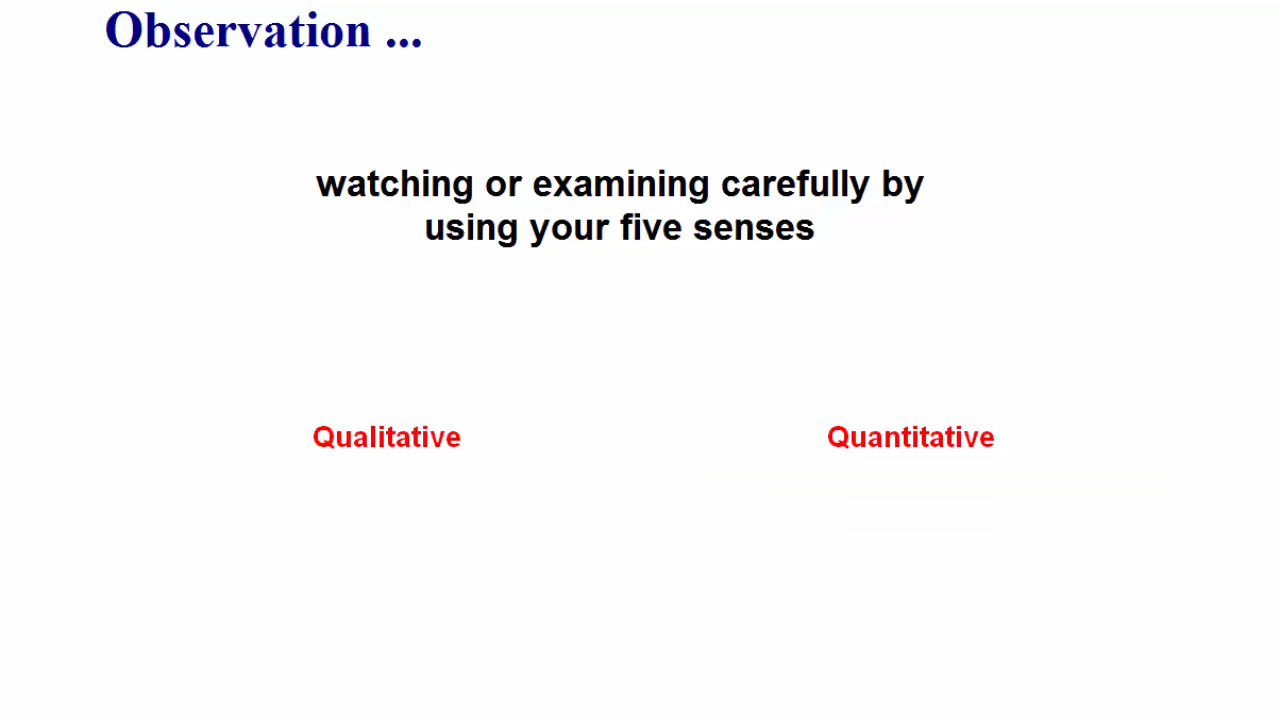 Observation ...
watching or examining carefully by
using your five senses
Qualitative
Quantitative